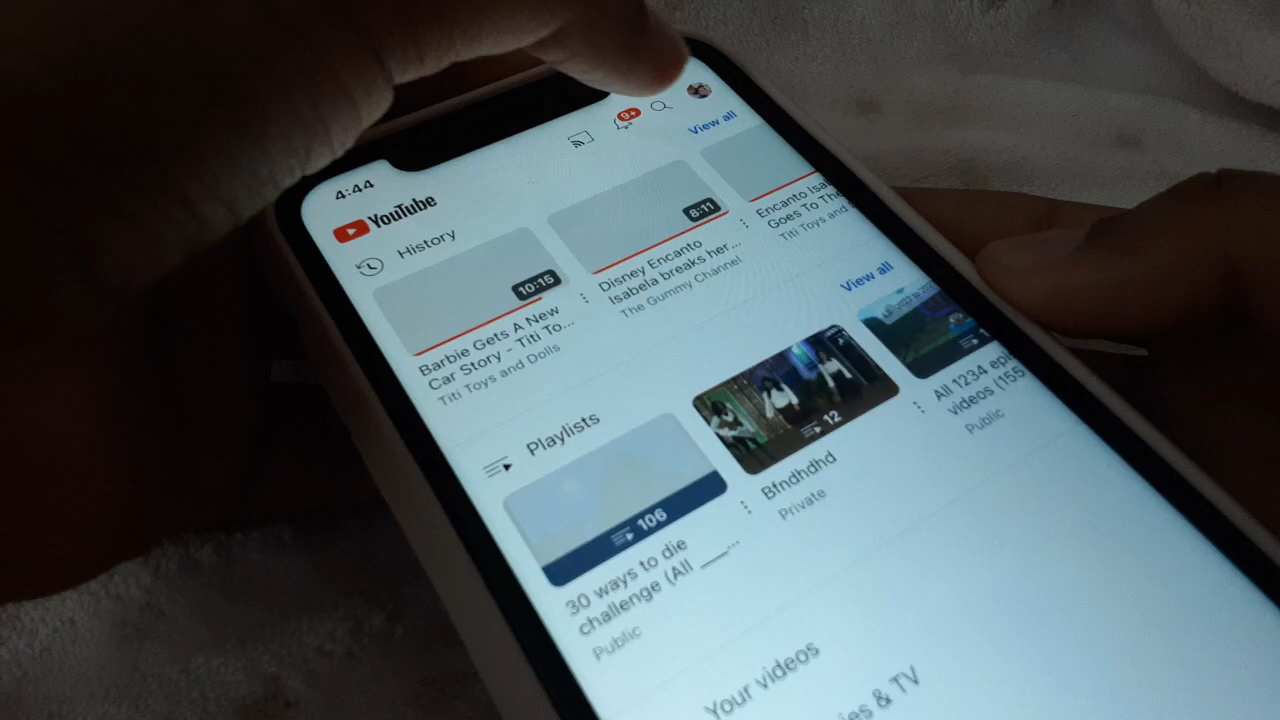 4:44
YouTube
9+
History
View all
10:15
Barbie Gets A New
Car Story - Titi To...
Titi Toys and Dolls
8:11
Disney Encanto
Isabela breaks her...
The Gummy Channel
Encanto Isab
Goes To The
Titi Toys and
Playlists
View all
106
30 ways to die
challenge (All ___...
Public
12
Bfndhdhd
Private
All 1234 epi
videos (155
Public
Your videos
& TV